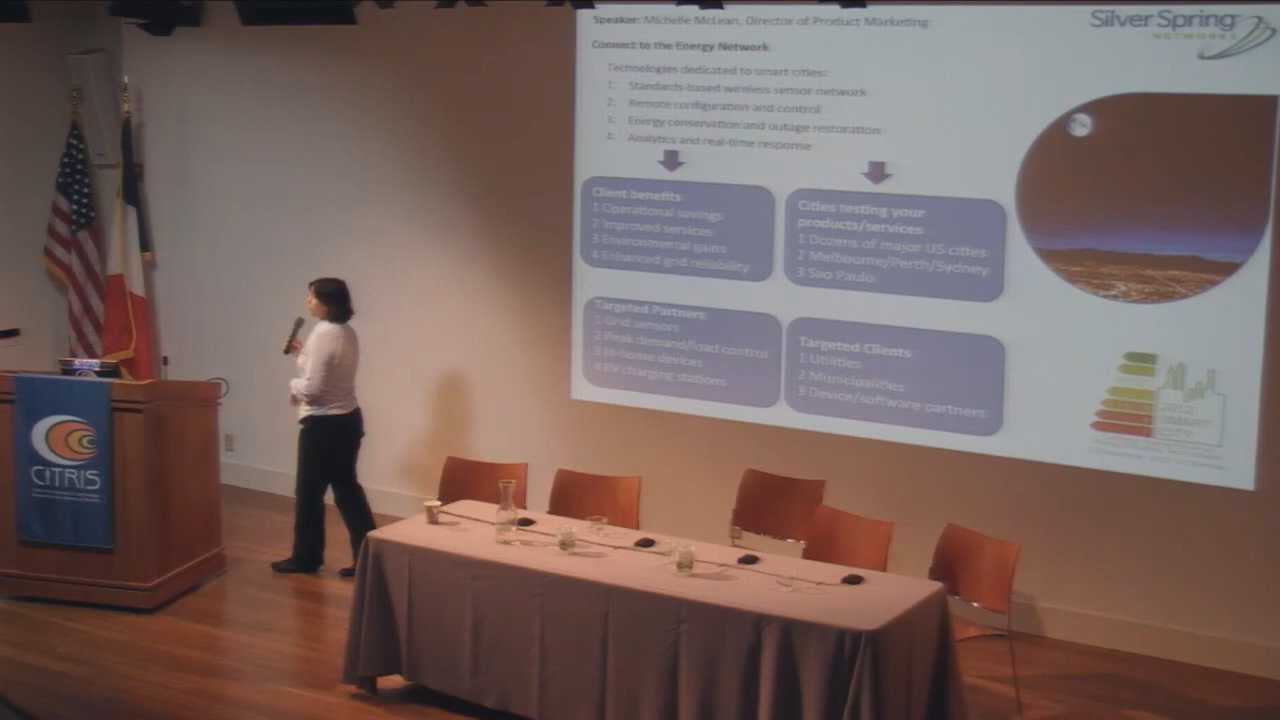 Speaker: Michelle McLean, Director of Product Marketing
Silver Spring
NETWORKS
Connect to the Energy Network
Technologies dedicated to smart cities:
1. Standards-based wireless sensor network
2. Remote configuration and control
3. Energy conservation and outage restoration
4. Analytics and real-time response
Client benefits
1 Operational savings
2 Improved services
3 Environmental gains
4 Enhanced grid reliability
Cities testing your
products/services
1 Dozens of major US cities
2 Melbourne/Perth/Sydney
3 Sao Paulo
Targeted Partners
1 Grid sensors
2 Peak demand/load control
3 In-home devices
4 EV charging stations
Targeted Clients
1 Utilities
2 Municipalities
3 Device/software partners
2012
SMART
CITY
CITRIS